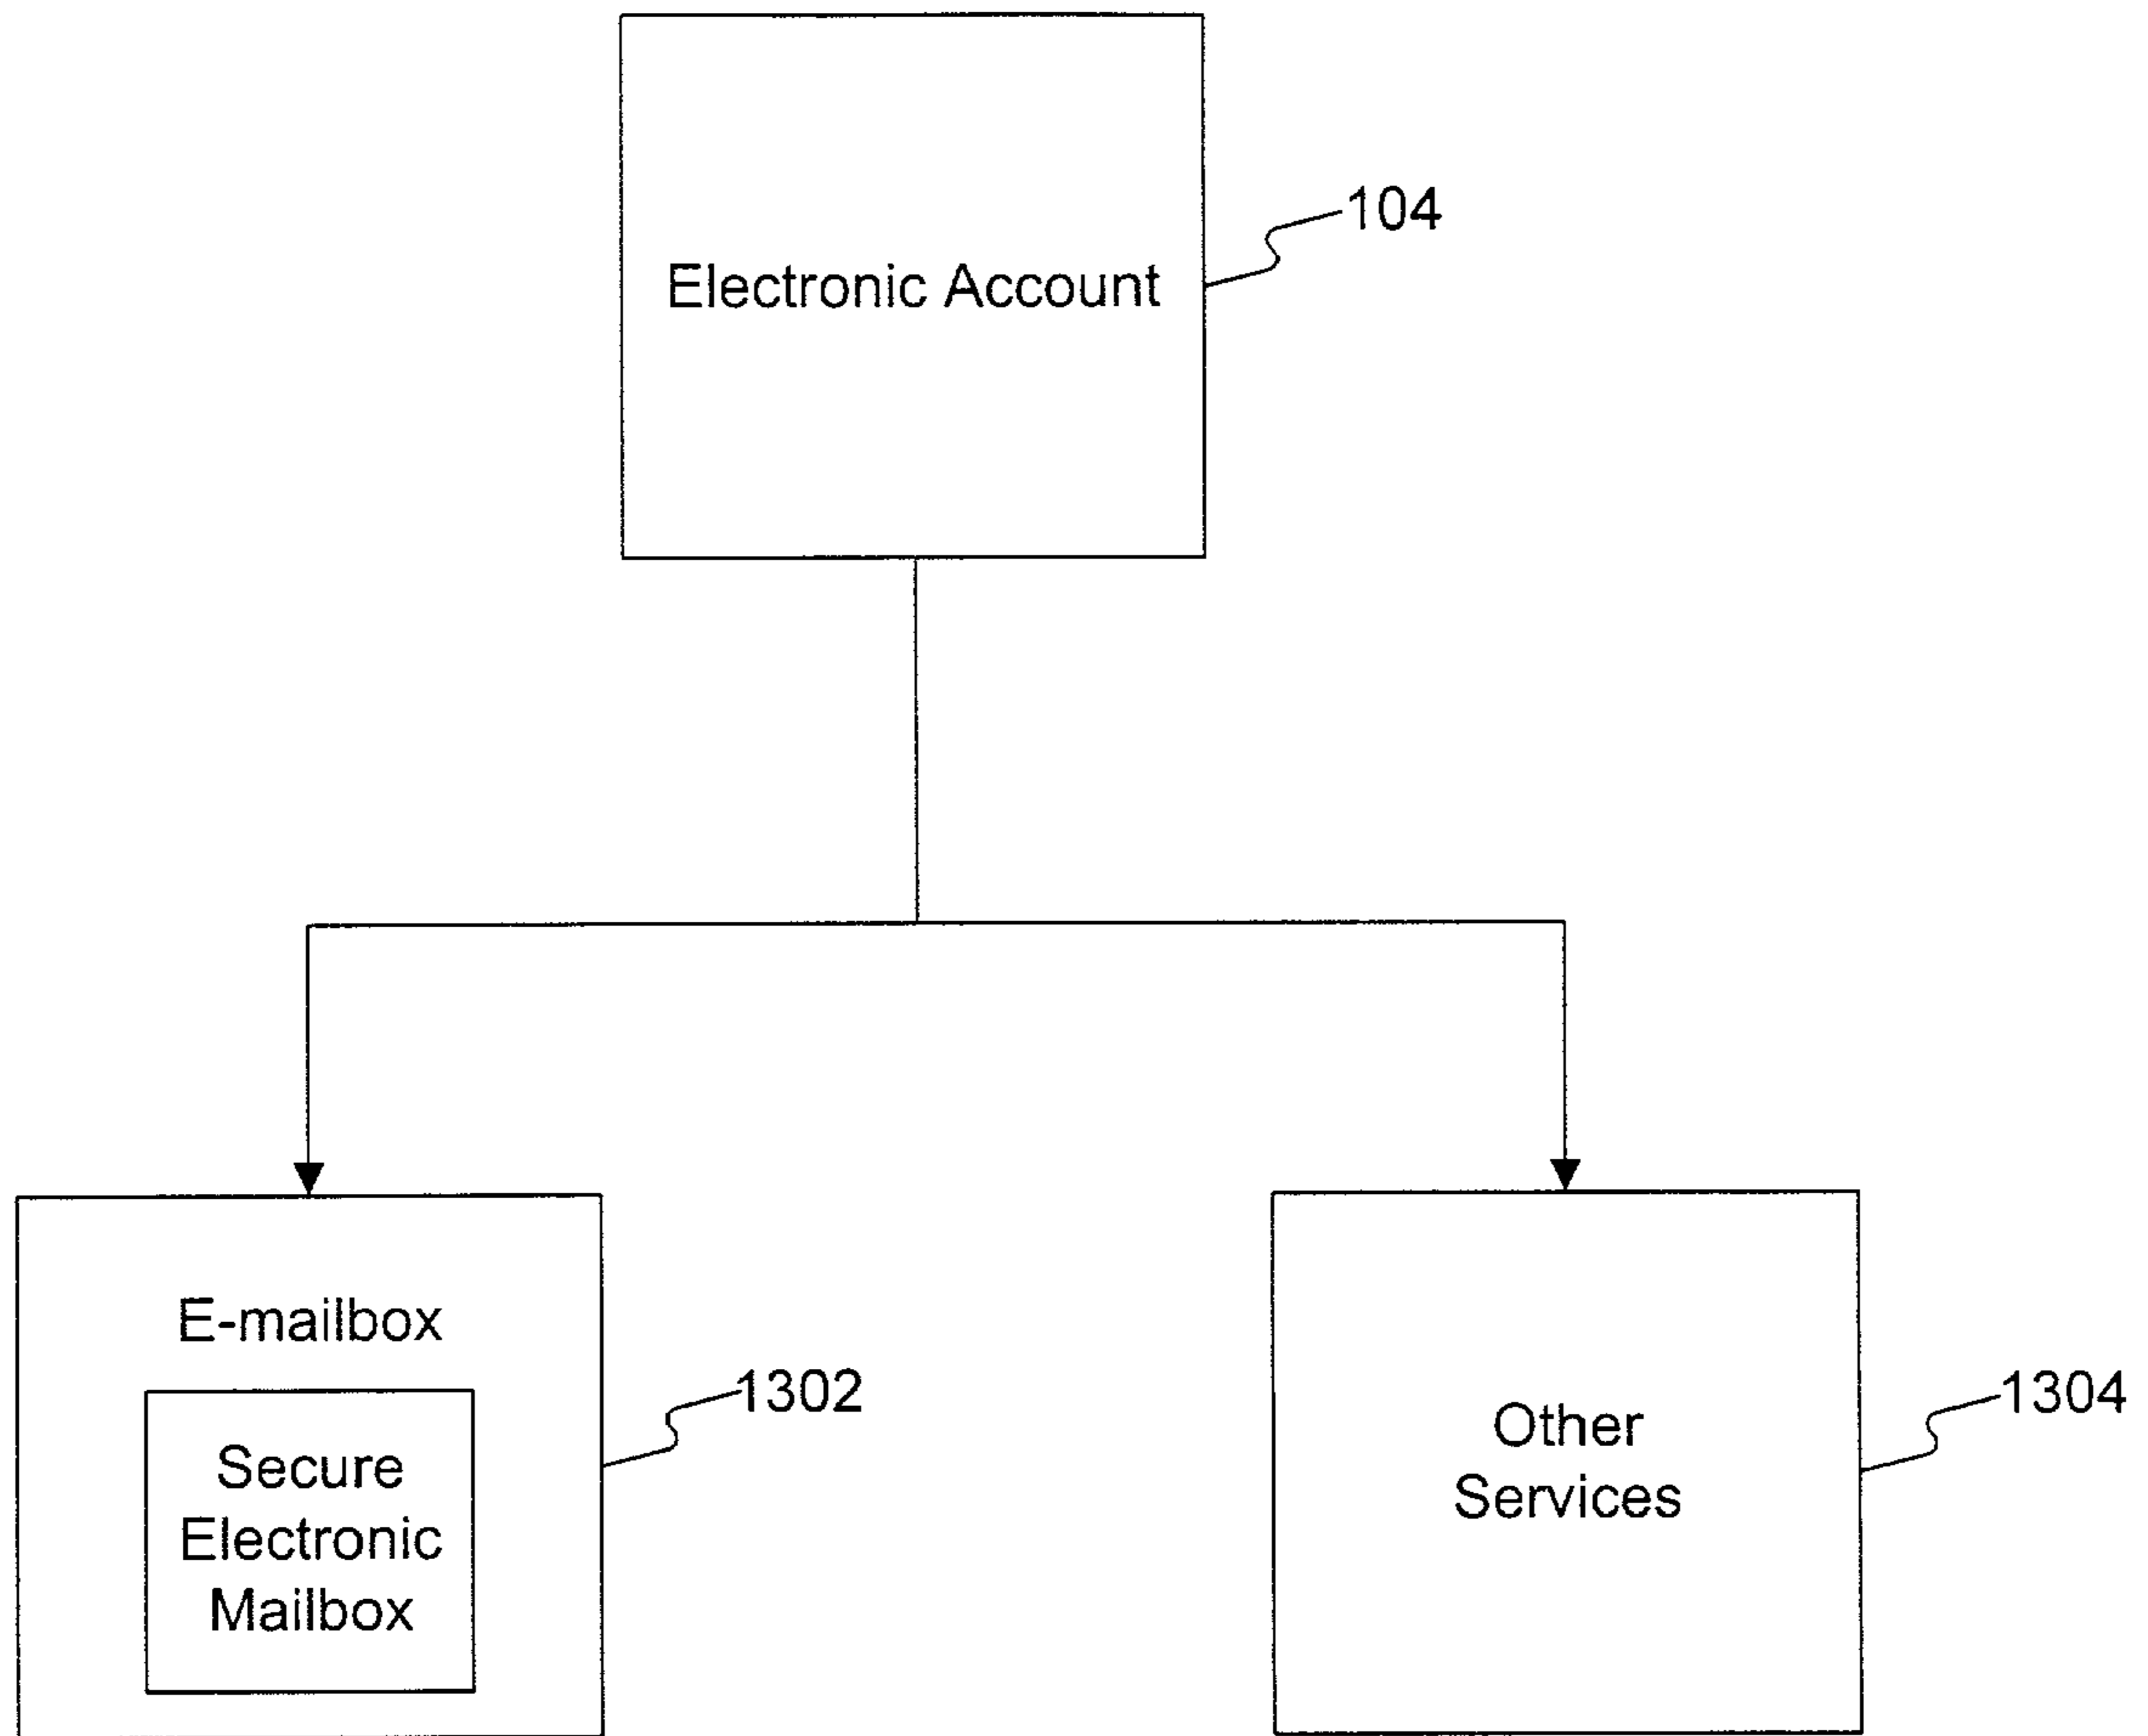 104
Electronic Account
E-mailbox
1302
Secure
Electronic
Mailbox
1304
Other
Services